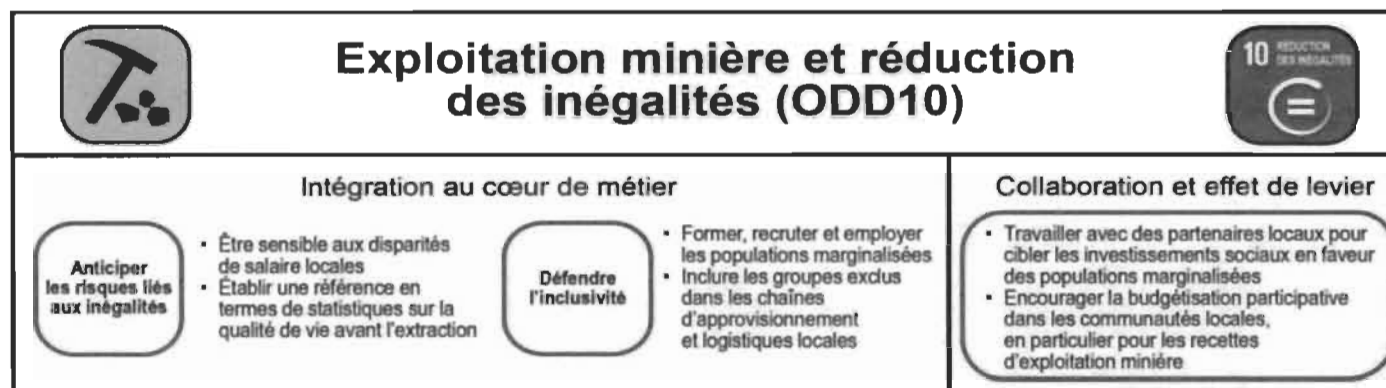 Exploitation minière et réduction
des inégalités (ODD10)
10 RÉDUCTION
DES INÉGALITÉS
Intégration au cœur de métier
Anticiper
les risques liés
aux inégalités
▪ Être sensible aux disparités
de salaire locales
▪ Établir une référence en
termes de statistiques sur la
qualité de vie avant l'extraction
Défendre
l'inclusivité
▪ Former, recruter et employer
les populations marginalisées
▪ Inclure les groupes exclus
dans les chaînes
d'approvisionnement
et logistiques locales
Collaboration et effet de levier
▪ Travailler avec des partenaires locaux pour
cibler les investissements sociaux en faveur
des populations marginalisées
▪ Encourager la budgétisation participative
dans les communautés locales,
en particulier pour les recettes
d'exploitation minière